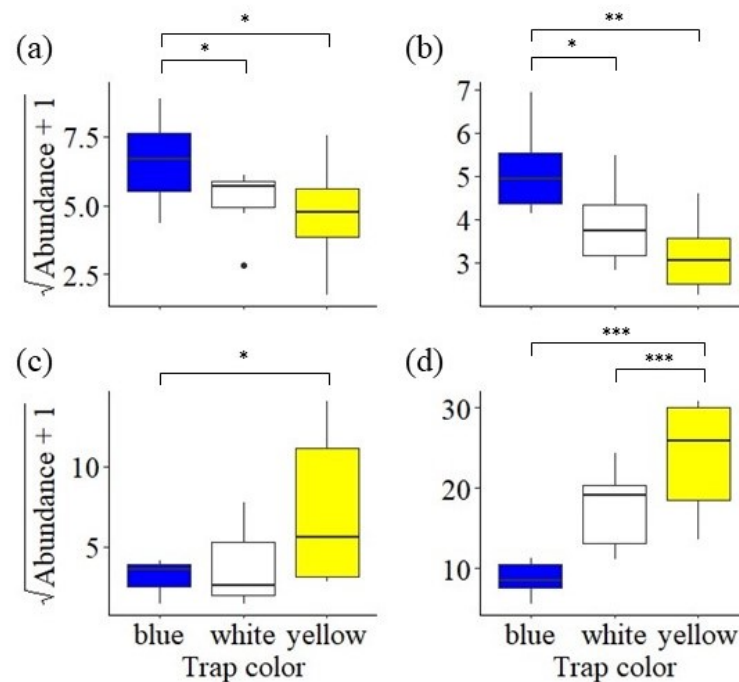 (a)
*
*
√Abundance + 1
7.5
5.0
2.5
(b)
**
*
7
6
5
4
3
(c)
*
√Abundance + 1
10
5
blue white yellow
Trap color
(d)
***
***
30
20
10
blue white yellow
Trap color